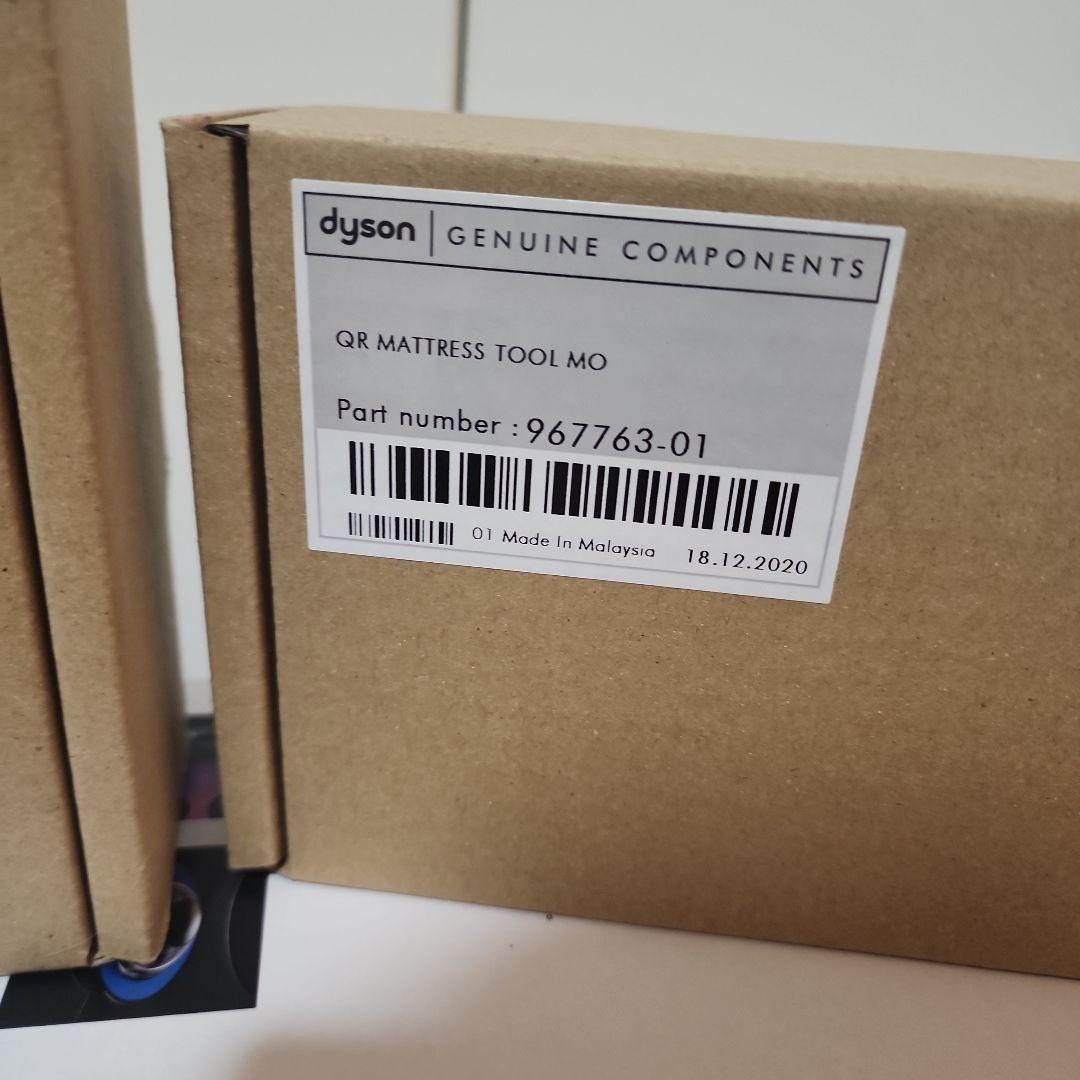 dyson | GENUINE COMPONENTS
QR MATTRESS TOOL MO
Part number : 967763-01
01 Made In Malaysia 18.12.2020